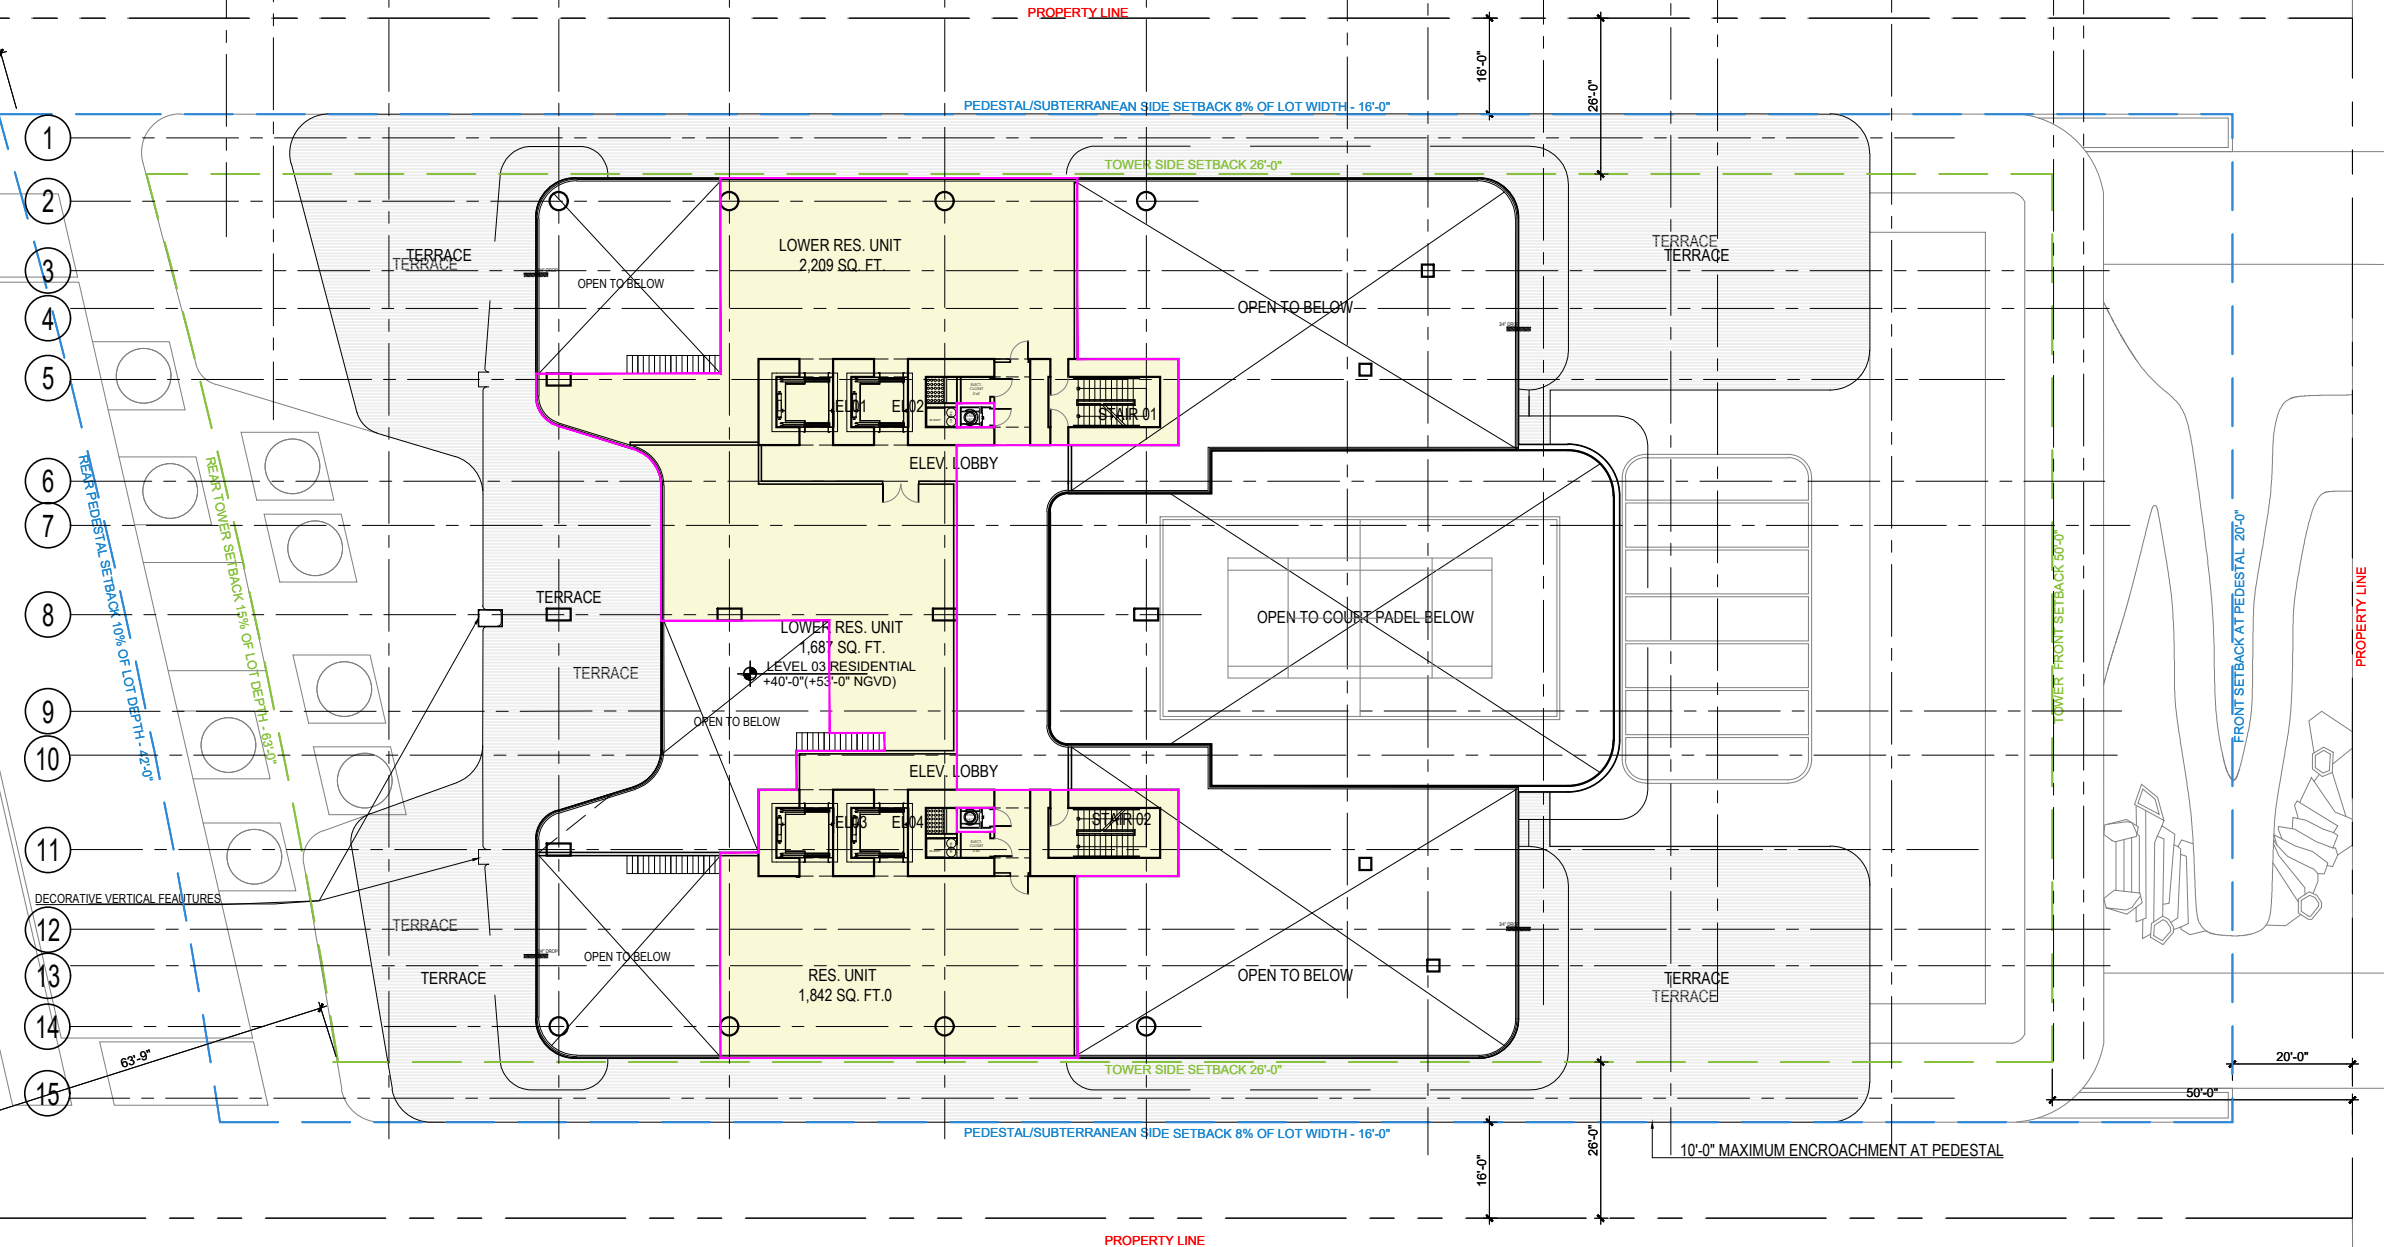 PROPERTY LINE
16'-0"
26'-0"
PEDESTAL/SUBTERRANEAN SIDE SETBACK 8% OF LOT WIDTH - 16'-0"
TOWER SIDE SETBACK 26'-0"
1
2
3
4
5
6
7
8
9
10
11
12
13
14
15
LOWER RES. UNIT
2,209 SQ. FT.
TERRACE
TERRACE
TERRACE
TERRACE
OPEN TO BELOW
OPEN TO BELOW
EL01
EL02
STAIR 01
ELEV. LOBBY
REAR PEDESTAL SETBACK 10% OF LOT DEPTH - 42'-0"
REAR TOWER SETBACK 15% OF LOT DEPTH - 63'-0"
TERRACE
TERRACE
LOWER RES. UNIT
1,687 SQ. FT.
LEVEL 03 RESIDENTIAL
+40'-0"(+53'-0" NGVD)
OPEN TO BELOW
OPEN TO COURT PADEL BELOW
TOWER FRONT SETBACK 50'-0"
FRONT SETBACK AT PEDESTAL 20'-0"
PROPERTY LINE
ELEV. LOBBY
EL03
EL04
STAIR 02
DECORATIVE VERTICAL FEAUTURES
TERRACE
TERRACE
OPEN TO BELOW
RES. UNIT
1,842 SQ. FT.0
OPEN TO BELOW
TERRACE
TERRACE
63'-9"
TOWER SIDE SETBACK 26'-0"
20'-0"
50'-0"
PEDESTAL/SUBTERRANEAN SIDE SETBACK 8% OF LOT WIDTH - 16'-0"
16'-0"
26'-0"
10'-0" MAXIMUM ENCROACHMENT AT PEDESTAL
PROPERTY LINE